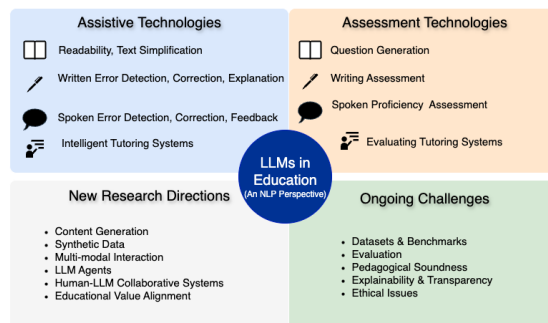 Assistive Technologies
Readability, Text Simplification
Written Error Detection, Correction, Explanation
Spoken Error Detection, Correction, Feedback
Intelligent Tutoring Systems
Assessment Technologies
Question Generation
Writing Assessment
Spoken Proficiency Assessment
Evaluating Tutoring Systems
LLMs in
Education
(An NLP Perspective)
New Research Directions
• Content Generation
• Synthetic Data
• Multi-modal Interaction
• LLM Agents
• Human-LLM Collaborative Systems
• Educational Value Alignment
Ongoing Challenges
• Datasets & Benchmarks
• Evaluation
• Pedagogical Soundness
• Explainability & Transparency
• Ethical Issues